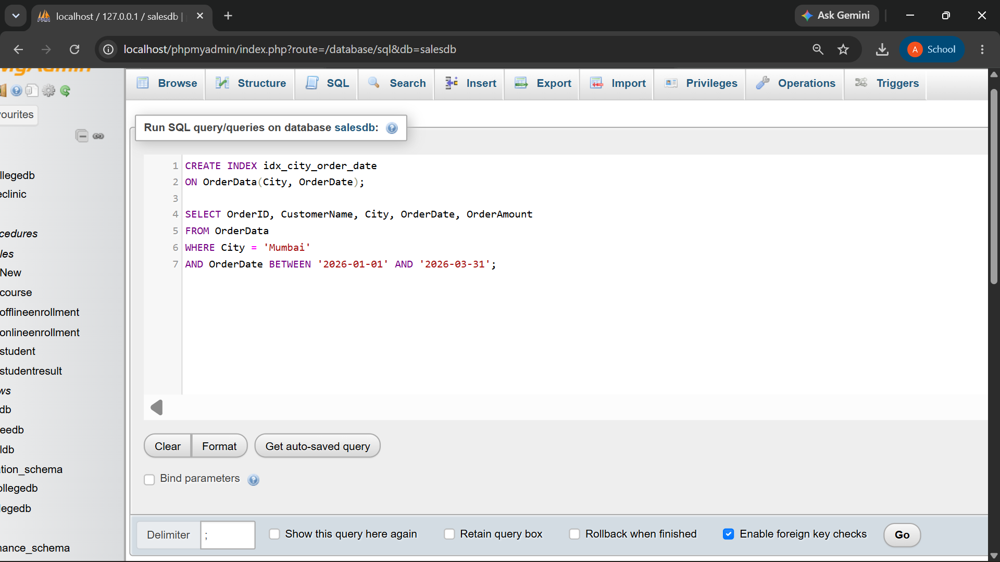 localhost / 127.0.0.1 / salesdb |
Ask Gemini
localhost/phpmyadmin/index.php?route=/database/sql&db=salesdb
A School
Browse Structure SQL Search Insert Export Import Privileges Operations Triggers
ourites
Run SQL query/queries on database salesdb:
1 CREATE INDEX idx_city_order_date
2 ON OrderData(City, OrderDate);
3
4 SELECT OrderID, CustomerName, City, OrderDate, OrderAmount
5 FROM OrderData
6 WHERE City = 'Mumbai'
7 AND OrderDate BETWEEN '2026-01-01' AND '2026-03-31';
llegedb
eclinic
cedures
les
New
course
offlineenrollment
onlineenrollment
student
studentresult
ws
db
eedb
ldb
ation_schema
ollegedb
legedb
nance_schema
Clear Format Get auto-saved query
Bind parameters
Delimiter ; Show this query here again Retain query box Rollback when finished Enable foreign key checks Go